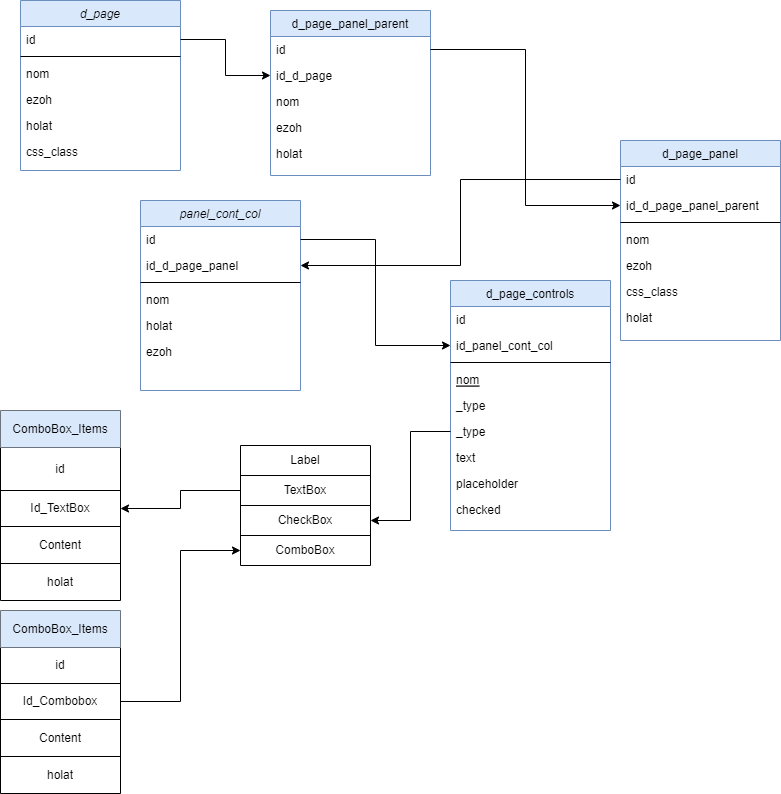 d_page
id
nom
ezoh
holat
css_class
d_page_panel_parent
id
id_d_page
nom
ezoh
holat
d_page_panel
id
id_d_page_panel_parent
nom
ezoh
css_class
holat
panel_cont_col
id
id_d_page_panel
nom
holat
ezoh
d_page_controls
id
id_panel_cont_col
nom
_type
_type
text
placeholder
checked
ComboBox_Items
id
Id_TextBox
Content
holat
Label
TextBox
CheckBox
ComboBox
ComboBox_Items
id
Id_Combobox
Content
holat